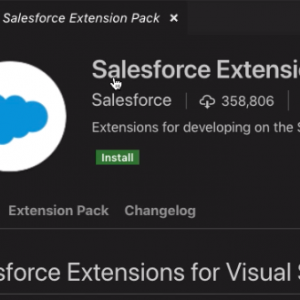 Salesforce Extension Pack ×
Salesforce Extensi
Salesforce | 358,806 |
Extensions for developing on the S
Install
Extension Pack Changelog
sforce Extensions for Visual S